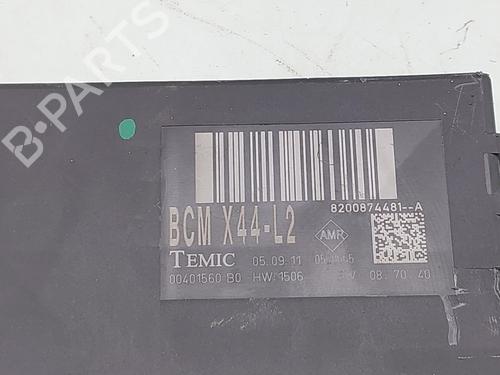 B-PARTS
8200874481--A
BCM X44-L2
AMR
TEMIC 05.09.11
00401560 B0 HW:1506 08.70.40